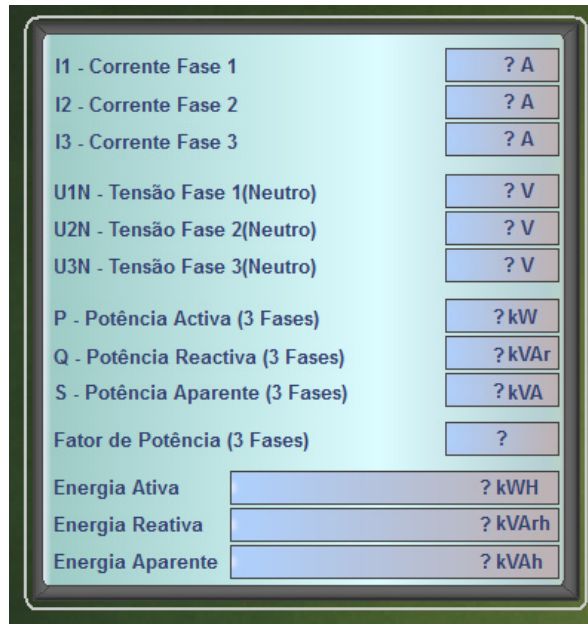 I1 - Corrente Fase 1 ? A
I2 - Corrente Fase 2 ? A
I3 - Corrente Fase 3 ? A
U1N - Tensão Fase 1(Neutro) ? V
U2N - Tensão Fase 2(Neutro) ? V
U3N - Tensão Fase 3(Neutro) ? V
P - Potência Activa (3 Fases) ? kW
Q - Potência Reactiva (3 Fases) ? kVAr
S - Potência Aparente (3 Fases) ? kVA
Fator de Potência (3 Fases) ?
Energia Ativa ? kWH
Energia Reativa ? kVArh
Energia Aparente ? kVAh